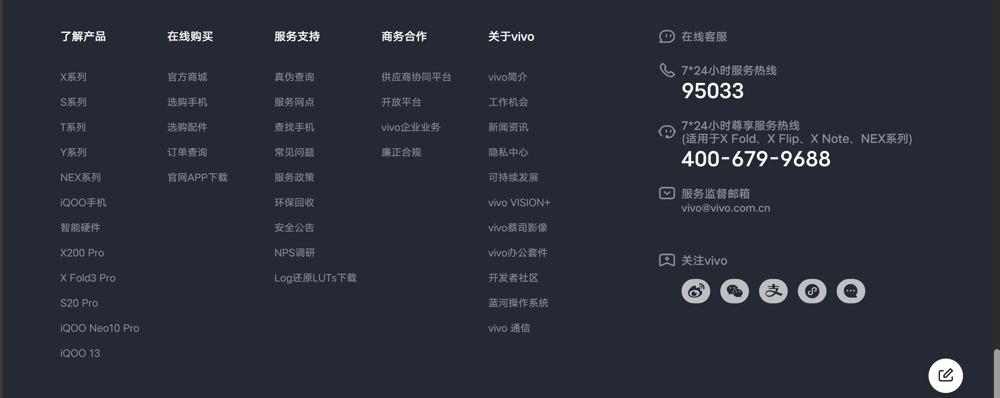 了解产品
X系列
S系列
T系列
Y系列
NEX系列
iQOO手机
智能硬件
X200 Pro
X Fold3 Pro
S20 Pro
iQOO Neo10 Pro
iQOO 13
在线购买
官方商城
选购手机
选购配件
订单查询
官网APP下载
服务支持
真伪查询
服务网点
查找手机
常见问题
服务政策
环保回收
安全公告
NPS调研
Log还原LUTs下载
商务合作
供应商协同平台
开放平台
vivo企业业务
廉正合规
关于vivo
vivo简介
工作机会
新闻资讯
隐私中心
可持续发展
vivo VISION+
vivo蔡司影像
vivo办公套件
开发者社区
蓝河操作系统
vivo 通信
在线客服
7*24小时服务热线
95033
7*24小时尊享服务热线
(适用于X Fold、X Flip、X Note、NEX系列)
400-679-9688
服务监督邮箱
vivo@vivo.com.cn
关注vivo
支